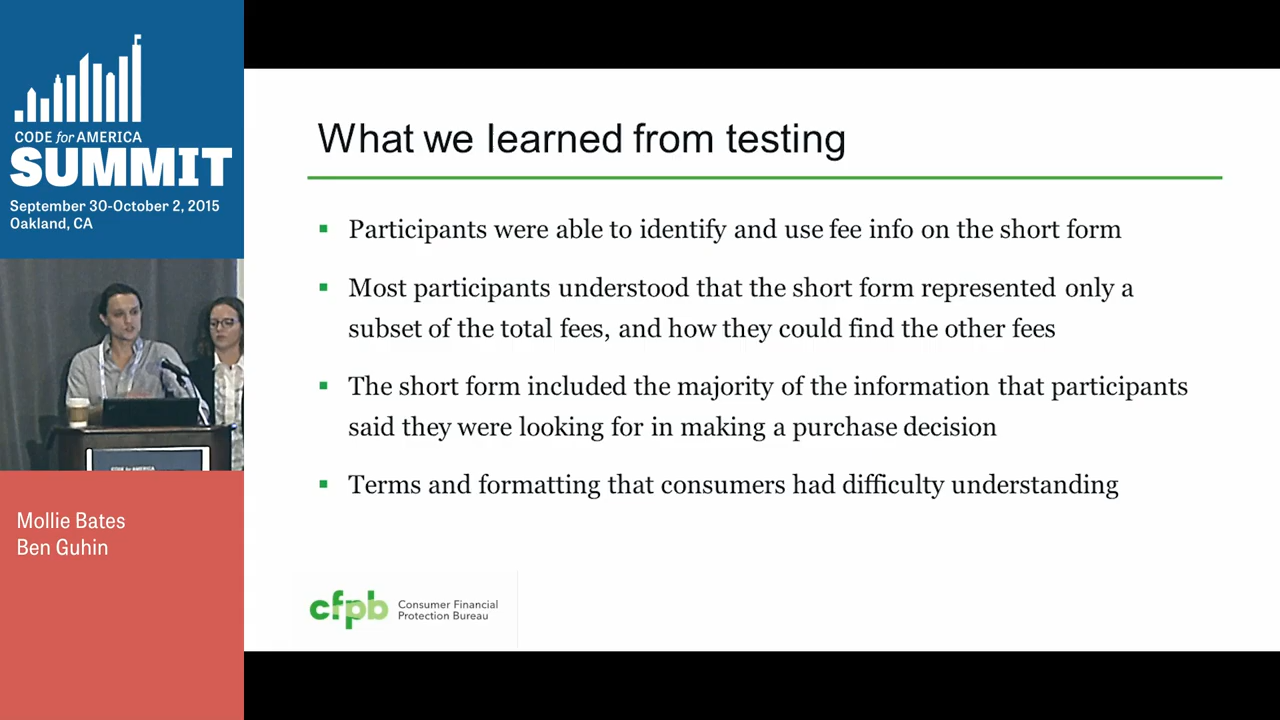 CODE for AMERICA
SUMMIT
September 30-October 2, 2015
Oakland, CA
CODE for AMERICA
Mollie Bates
Ben Guhin
What we learned from testing
Participants were able to identify and use fee info on the short form
Most participants understood that the short form represented only a
subset of the total fees, and how they could find the other fees
The short form included the majority of the information that participants
said they were looking for in making a purchase decision
Terms and formatting that consumers had difficulty understanding
cfpb
Consumer Financial
Protection Bureau